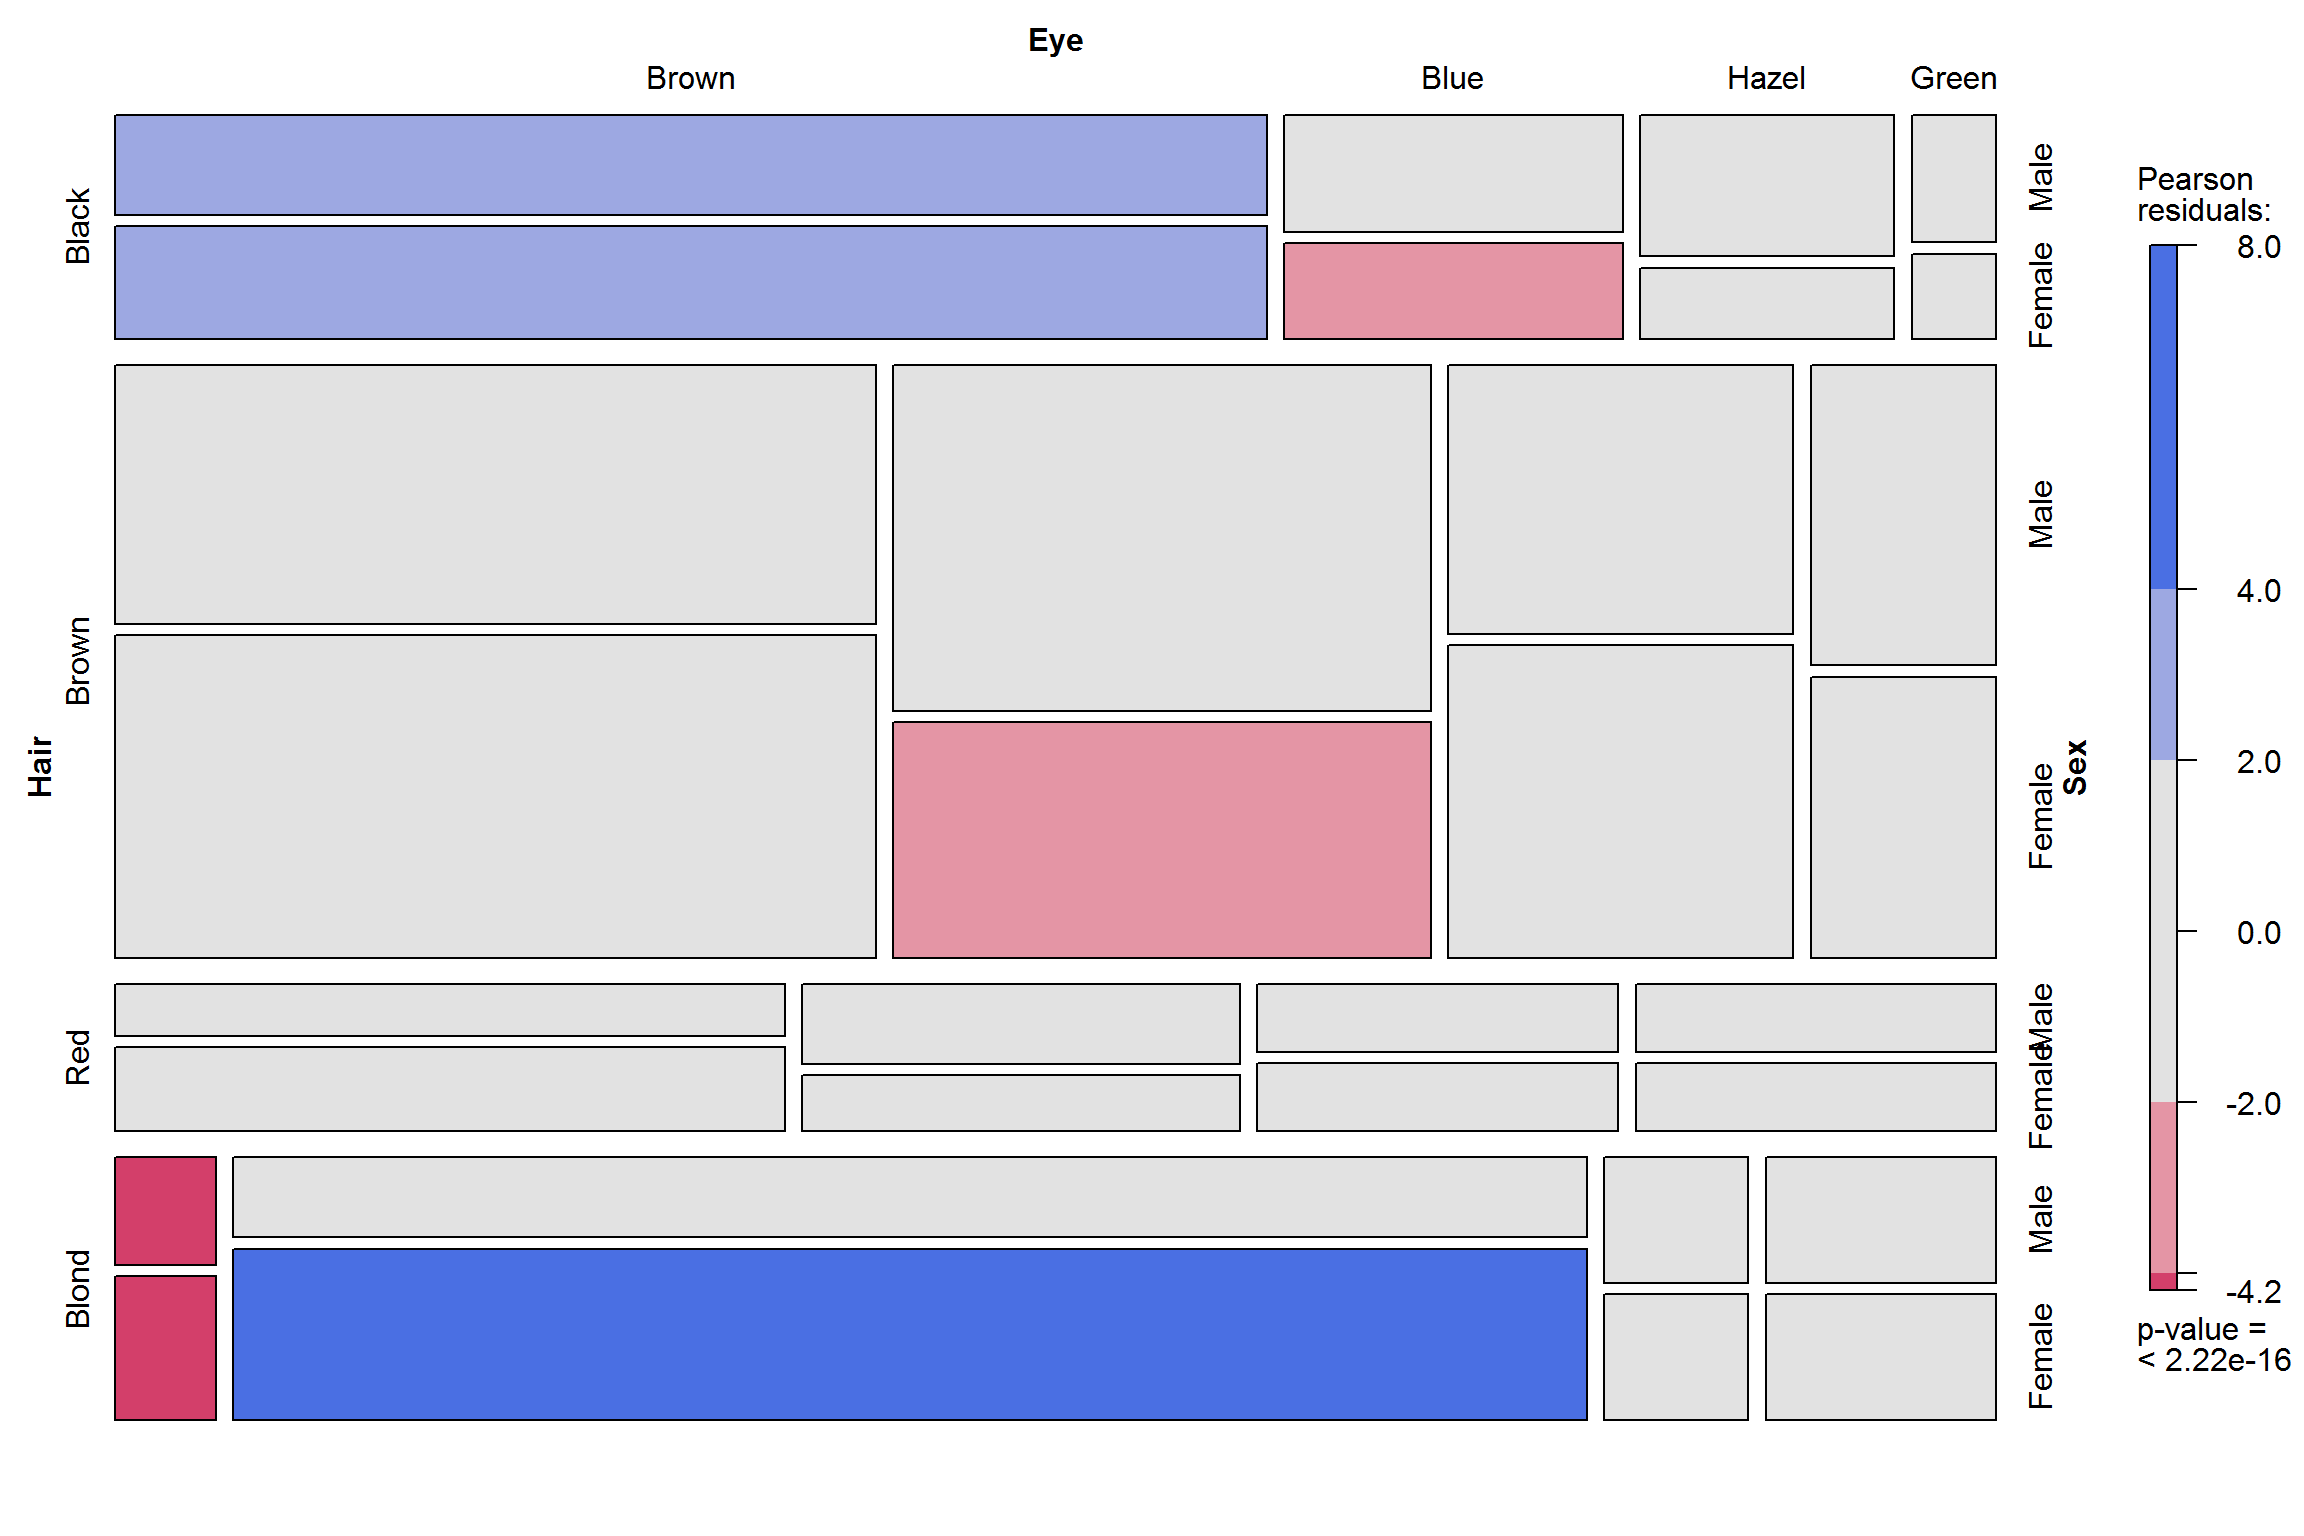 Eye
Brown Blue Hazel Green
Hair
Black
Brown
Red
Blond
Male
Female
Male
Female
Male
Female
Male
Female
Sex
Pearson
residuals:
8.0
4.0
2.0
0.0
-2.0
-4.2
p-value =
< 2.22e-16